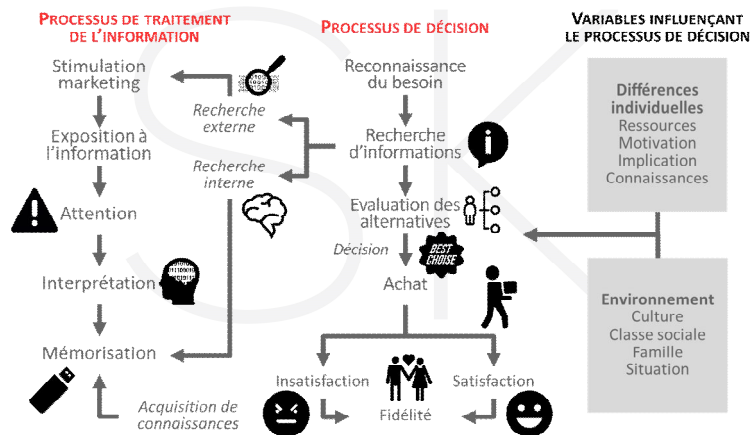 PROCESSUS DE TRAITEMENT
DE L'INFORMATION
Stimulation
marketing
Exposition à
l'information
Attention
Interprétation
Mémorisation
Acquisition de
connaissances
Recherche
externe
Recherche
interne
PROCESSUS DE DÉCISION
Reconnaissance
du besoin
Recherche
d'informations
Evaluation des
alternatives
Décision
BEST
CHOISE
Achat
Insatisfaction
Satisfaction
Fidélité
VARIABLES INFLUENÇANT
LE PROCESSUS DE DÉCISION
Différences
individuelles
Ressources
Motivation
Implication
Connaissances
Environnement
Culture
Classe sociale
Famille
Situation
SK